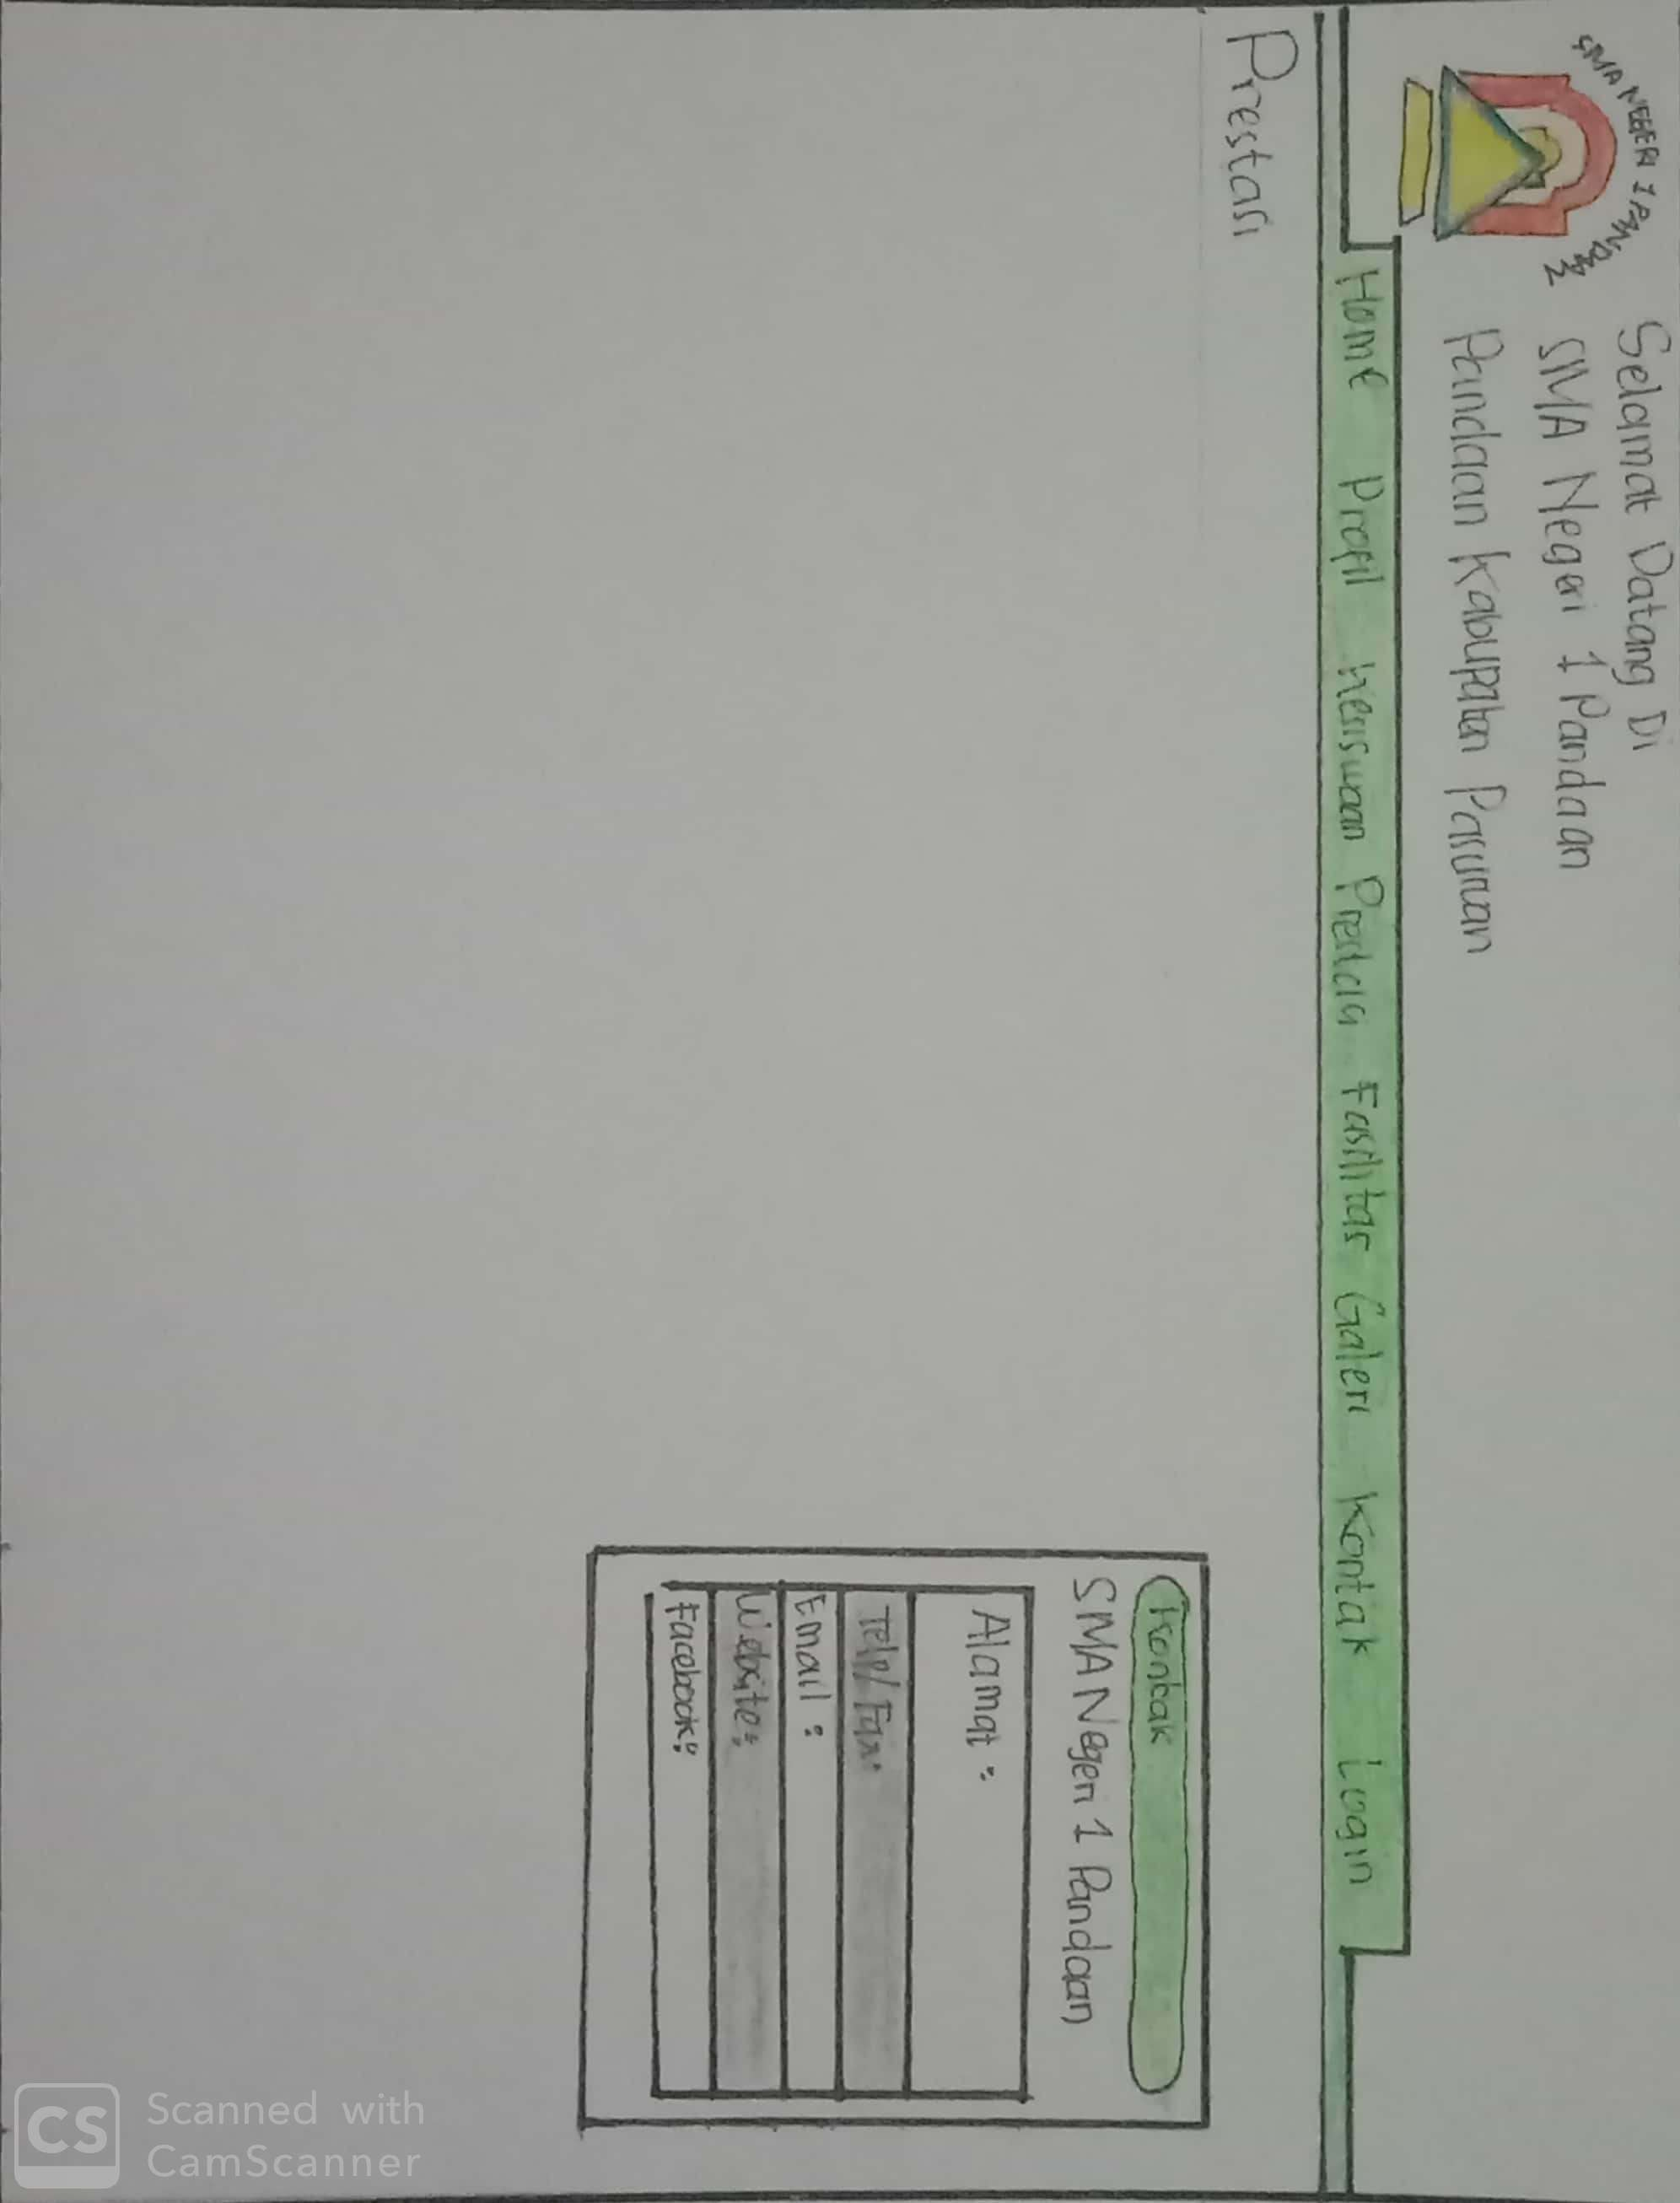 SMA NEGERI 1 PANDAAN
Selamat Datang Di
SMA Negeri 1 Pandaan
Pandaan Kabupaten Pasuruan
Home Profil Kesiswaan Fasilitas Galeri Kontak Login
Prestasi
Kontak
SMA Negeri 1 Pandaan
Alamat :
Telp/Fax:
Email :
Website:
Facebook:
CS
Scanned with
CamScanner